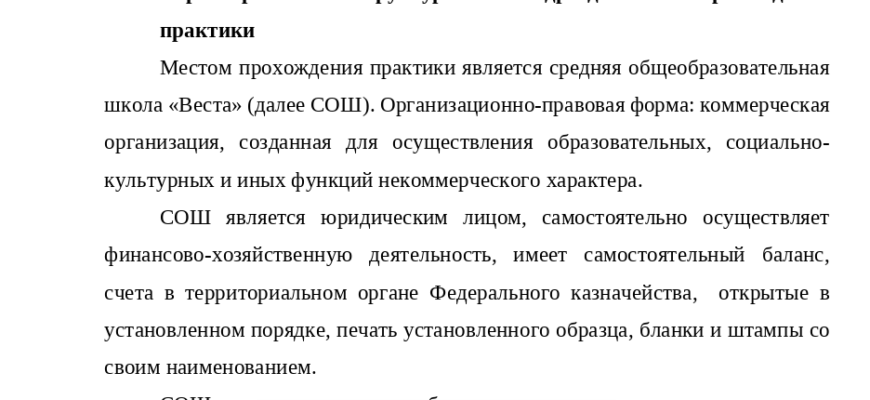 практики
Местом прохождения практики является средняя общеобразовательная
школа «Веста» (далее СОШ). Организационно-правовая форма: коммерческая
организация, созданная для осуществления образовательных, социально-
культурных и иных функций некоммерческого характера.
СОШ является юридическим лицом, самостоятельно осуществляет
финансово-хозяйственную деятельность, имеет самостоятельный баланс,
счета в территориальном органе Федерального казначейства, открытые в
установленном порядке, печать установленного образца, бланки и штампы со
своим наименованием.